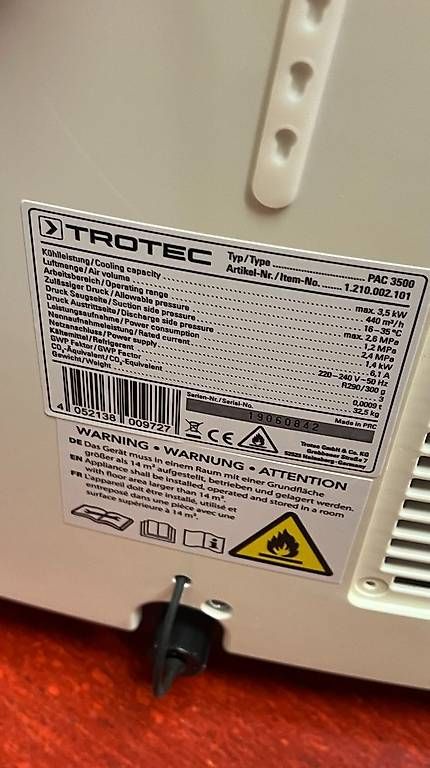 TROTEC
Typ/Type PAC 3500
Artikel-Nr./Item-No. 1.210.002.101
Kühlleistung/Cooling capacity max. 3,5 kW
Luftmenge/Air volume 440 m³/h
Arbeitsbereich/Operating range 16–35 °C
Zulässiger Druck/Allowable pressure max. 2,6 MPa
Druck Saugseite/Suction side pressure 1,2 MPa
Druck Austrittseite/Discharge side pressure 2,4 MPa
Leistungsaufnahme/Power consumption 1,4 kW
Nennaufnahmeleistung/Rated current 6,1 A
Netzanschluss/Power supply 220–240 V~50 Hz
Kältemittel/Refrigerant R290/300 g
GWP Faktor/GWP Factor 3
CO₂-Äquivalent/CO₂-Equivalent 0,0009 t
Gewicht/Weight 32,5 kg
4 052138 009727
Serien-Nr./Serial-No.
19060842
Made in PRC
CE
Trotec GmbH & Co. KG
Grebbener Straße 7
52525 Heinsberg-Germany
WARNING • WARNUNG • ATTENTION
DE Das Gerät muss in einem Raum mit einer Grundfläche
größer als 14 m² aufgestellt, betrieben und gelagert werden.
EN Appliance shall be installed, operated and stored in a room
with floor area larger than 14 m².
FR L'appareil doit être installé, utilisé et
entreposé dans une pièce avec une
surface supérieure à 14 m².